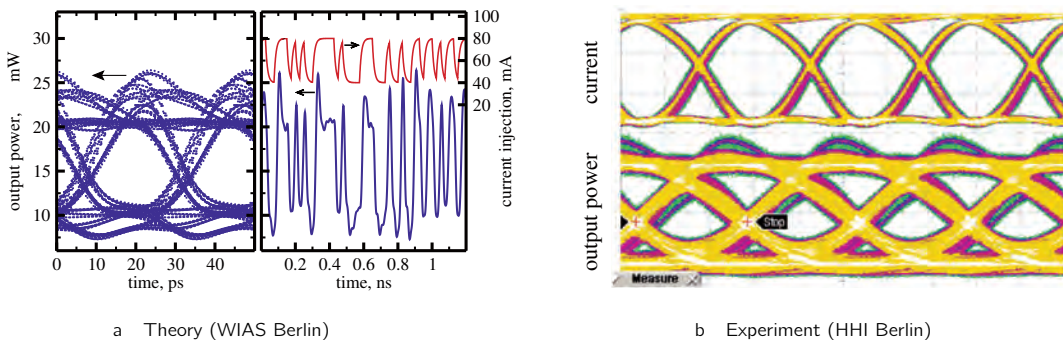 100
80
60
40
20
current injection, mA
30
25
20
15
10
output power, mW
0 10 20 30 40
time, ps
0.2 0.4 0.6 0.8 1
time, ns
a Theory (WIAS Berlin)
current
output power
Stop
Measure
b Experiment (HHI Berlin)